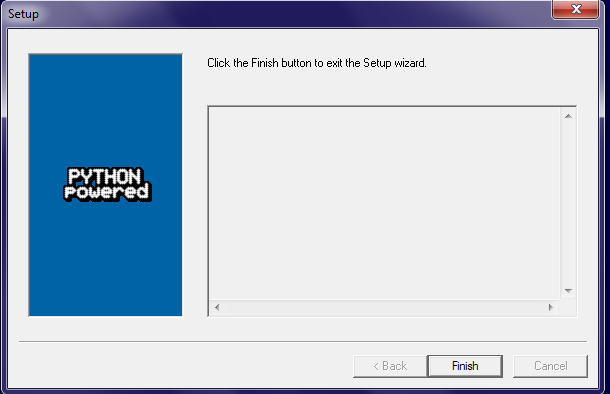 Setup
Click the Finish button to exit the Setup wizard.
PYTHON
powered
< Back
Finish
Cancel